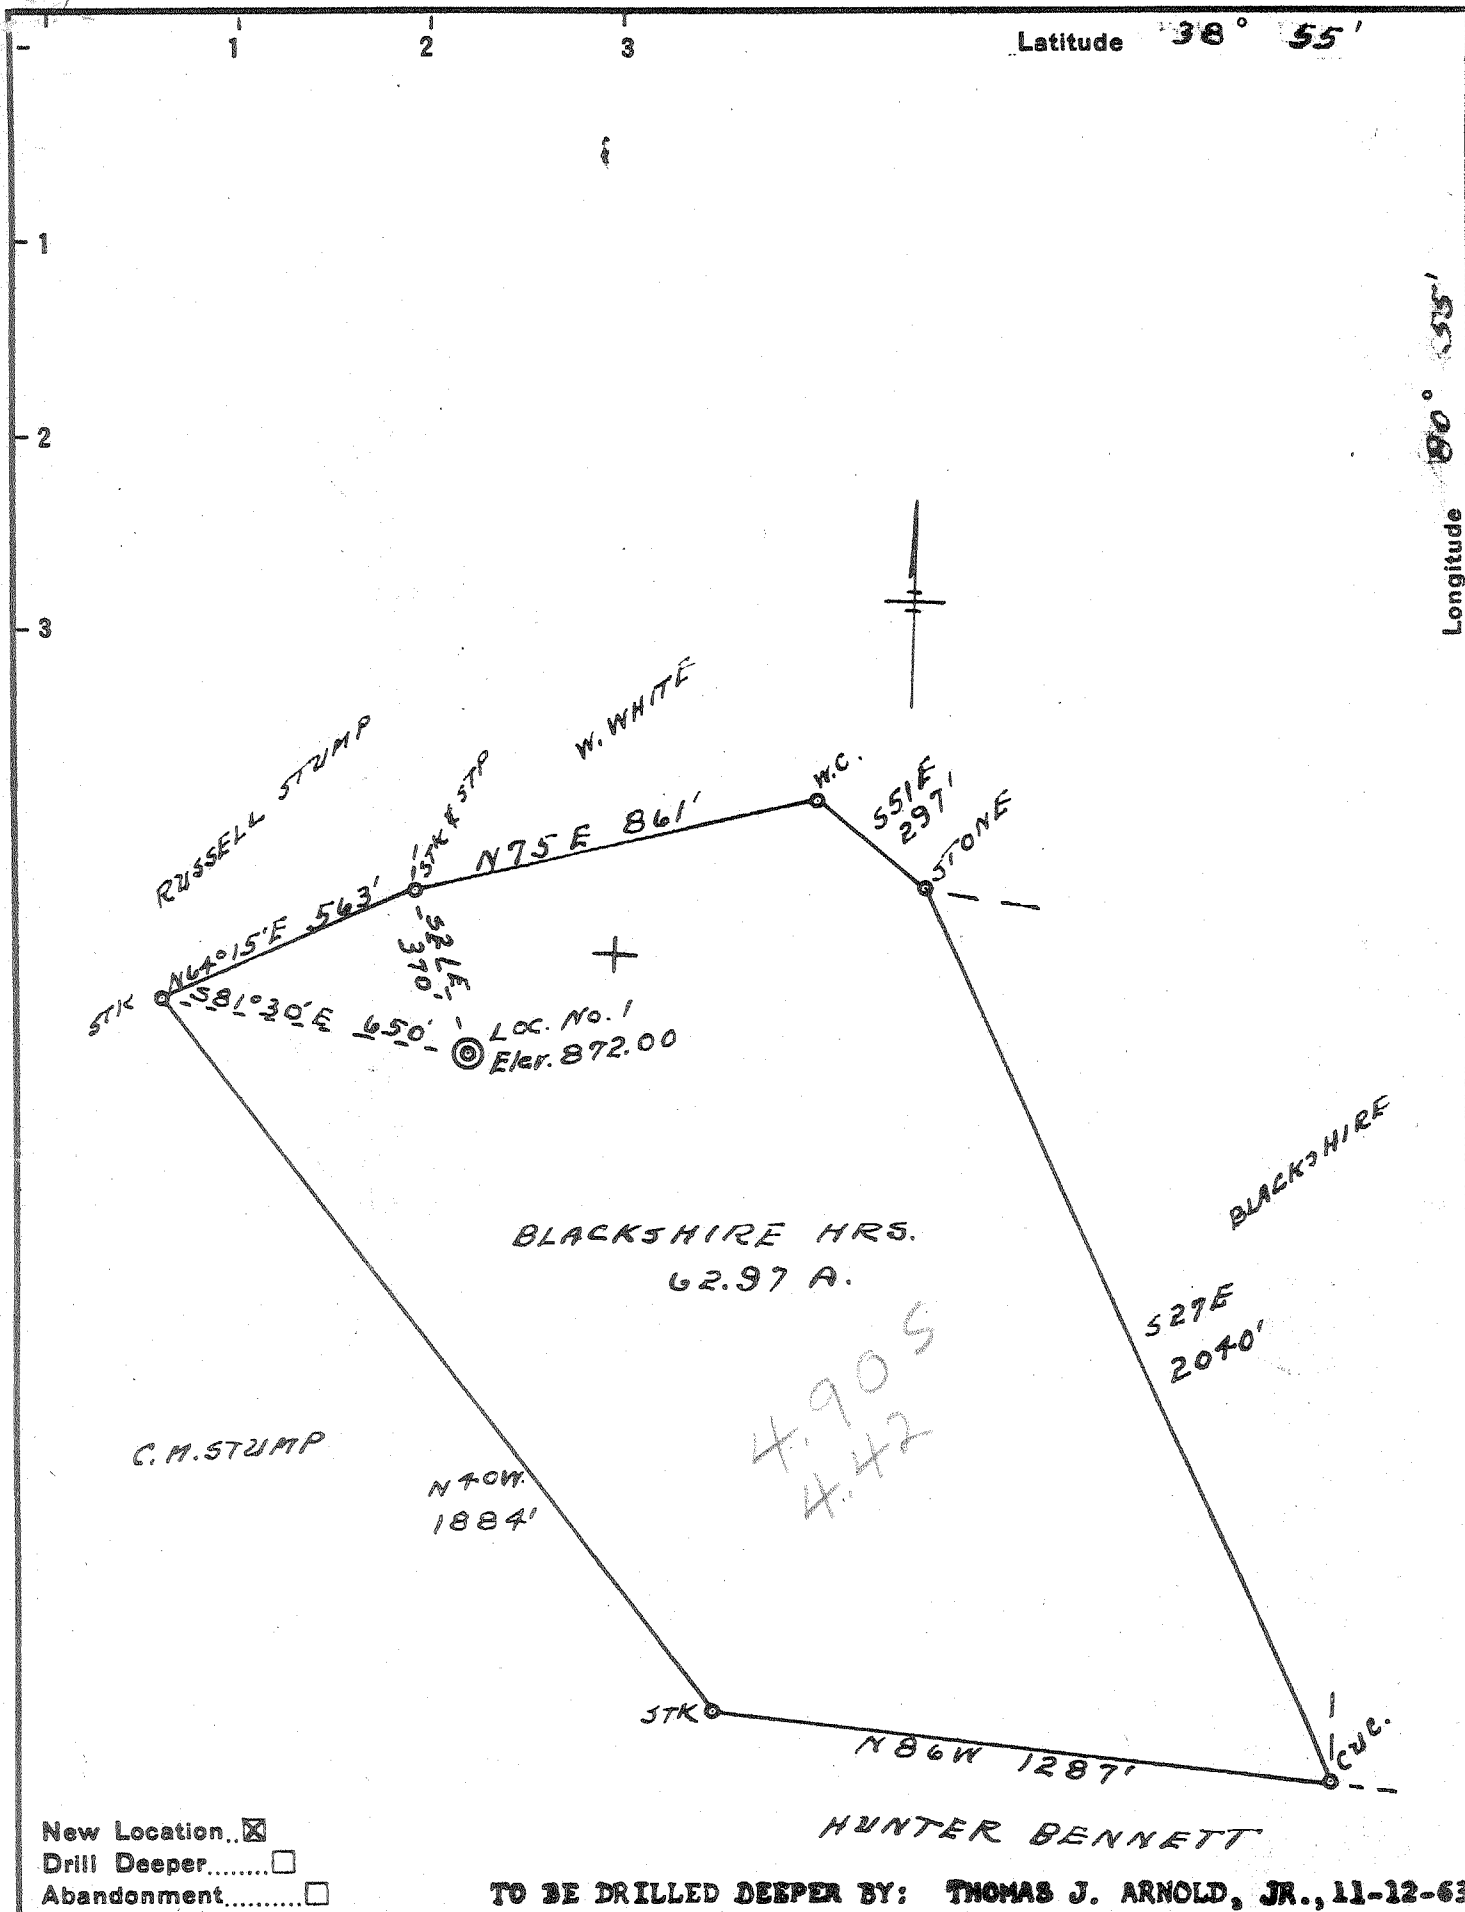 1 2 3 Latitude 38° 55'
1
2
3
Longitude 80° 55'
RUSSELL STUMP
W. WHITE
STK & STP
W.C.
S51E
297'
STONE
N75E 861'
N64°15'E 563'
STK
S81°30'E 650'
S21E
370'
LOC. No. 1
Elev. 872.00
BLACKSHIRE
BLACKSHIRE HRS.
62.97 A.
S27E
2040'
4.90 S
4.42
C.M. STUMP
N40W.
1884'
STK
N86W 1287'
CUC.
HUNTER BENNETT
New Location..☒
Drill Deeper........☐
Abandonment..........☐
TO BE DRILLED DEEPER BY: THOMAS J. ARNOLD, JR., 11-12-63